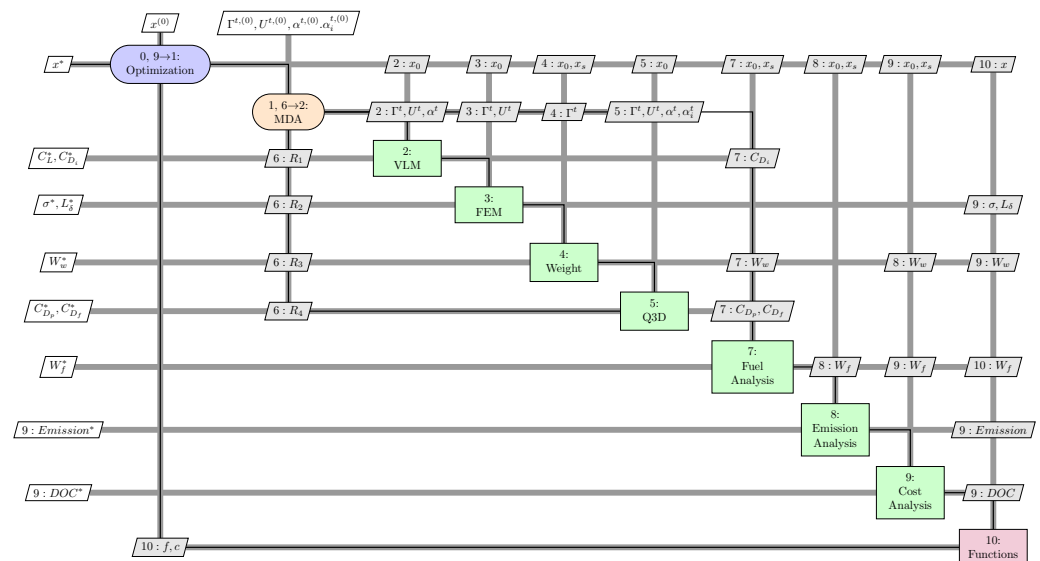 x^{(0)}
Γ^{t,(0)}, U^{t,(0)}, α^{t,(0)}.α_i^{t,(0)}
x^*
0, 9→1:
Optimization
2 : x_0
3 : x_0
4 : x_0, x_s
5 : x_0
7 : x_0, x_s
8 : x_0, x_s
9 : x_0, x_s
10 : x
1, 6→2:
MDA
2 : Γ^t, U^t, α^t
3 : Γ^t, U^t
4 : Γ^t
5 : Γ^t, U^t, α^t, α_i^t
C_L^*, C_{D_i}^*
6 : R_1
2:
VLM
7 : C_{D_i}
σ^*, L_δ^*
6 : R_2
3:
FEM
9 : σ, L_δ
W_w^*
6 : R_3
4:
Weight
7 : W_w
8 : W_w
9 : W_w
C_{D_p}^*, C_{D_f}^*
6 : R_4
5:
Q3D
7 : C_{D_p}, C_{D_f}
W_f^*
7:
Fuel
Analysis
8 : W_f
9 : W_f
10 : W_f
9 : Emission^*
8:
Emission
Analysis
9 : Emission
9 : DOC^*
9:
Cost
Analysis
9 : DOC
10 : f, c
10:
Functions